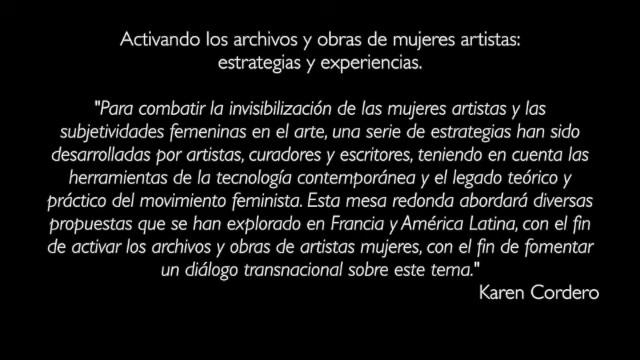 Activando los archivos y obras de mujeres artistas:
estrategias y experiencias.
"Para combatir la invisibilización de las mujeres artistas y las
subjetividades femeninas en el arte, una serie de estrategias han sido
desarrolladas por artistas, curadores y escritores, teniendo en cuenta las
herramientas de la tecnología contemporánea y el legado teórico y
práctico del movimiento feminista. Esta mesa redonda abordará diversas
propuestas que se han explorado en Francia y América Latina, con el fin
de activar los archivos y obras de artistas mujeres, con el fin de fomentar
un diálogo transnacional sobre este tema."
Karen Cordero